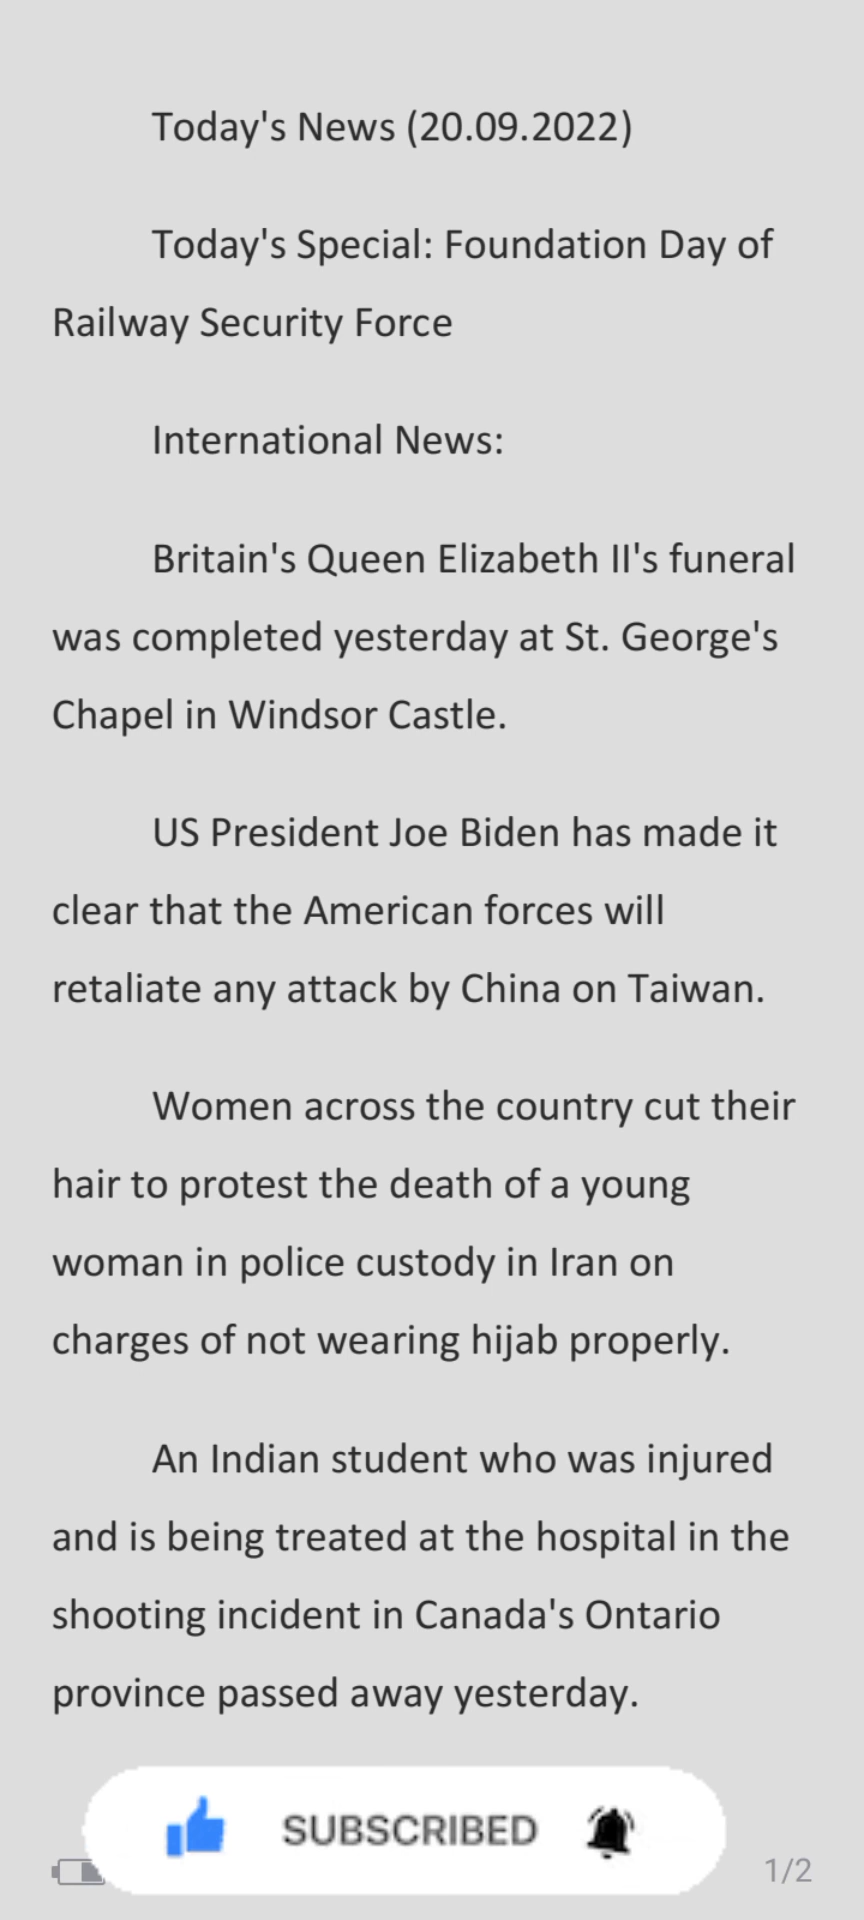 Today's News (20.09.2022)
Today's Special: Foundation Day of
Railway Security Force
International News:
Britain's Queen Elizabeth II's funeral
was completed yesterday at St. George's
Chapel in Windsor Castle.
US President Joe Biden has made it
clear that the American forces will
retaliate any attack by China on Taiwan.
Women across the country cut their
hair to protest the death of a young
woman in police custody in Iran on
charges of not wearing hijab properly.
An Indian student who was injured
and is being treated at the hospital in the
shooting incident in Canada's Ontario
province passed away yesterday.
SUBSCRIBED
1/2